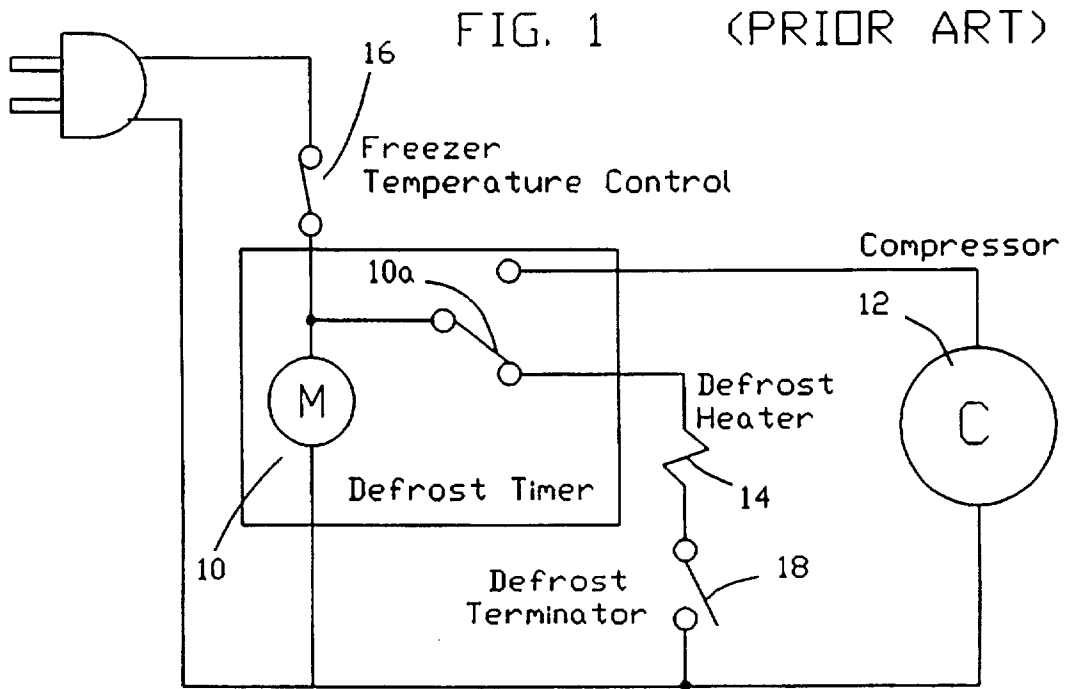 FIG. 1 (PRIOR ART)
16
Freezer
Temperature Control
Compressor
10a
12
M
C
Defrost
Heater
14
Defrost Timer
10
18
Defrost
Terminator